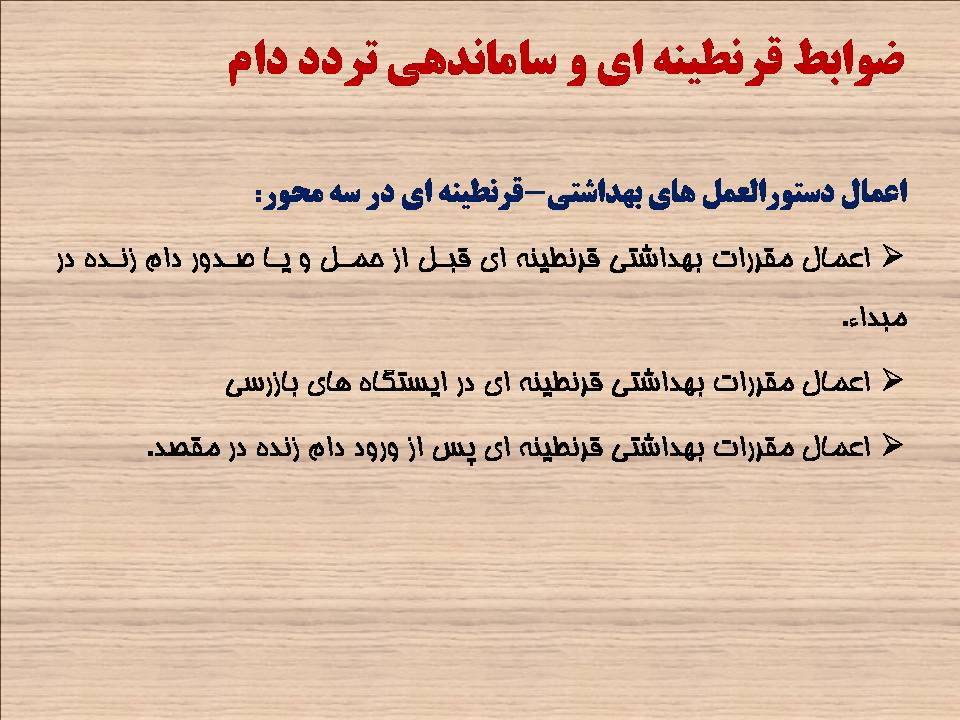 ضوابط قرنطینه ای و ساماندهی تردد دام
اعمال دستورالعمل های بهداشتی-قرنطینه ای در سه محور:
➢ اعمال مقررات بهداشتی قرنطینه ای قبل از حمل و یا صدور دام زنده در
مبداء.
➢ اعمال مقررات بهداشتی قرنطینه ای در ایستگاه های بازرسی
➢ اعمال مقررات بهداشتی قرنطینه ای پس از ورود دام زنده در مقصد.